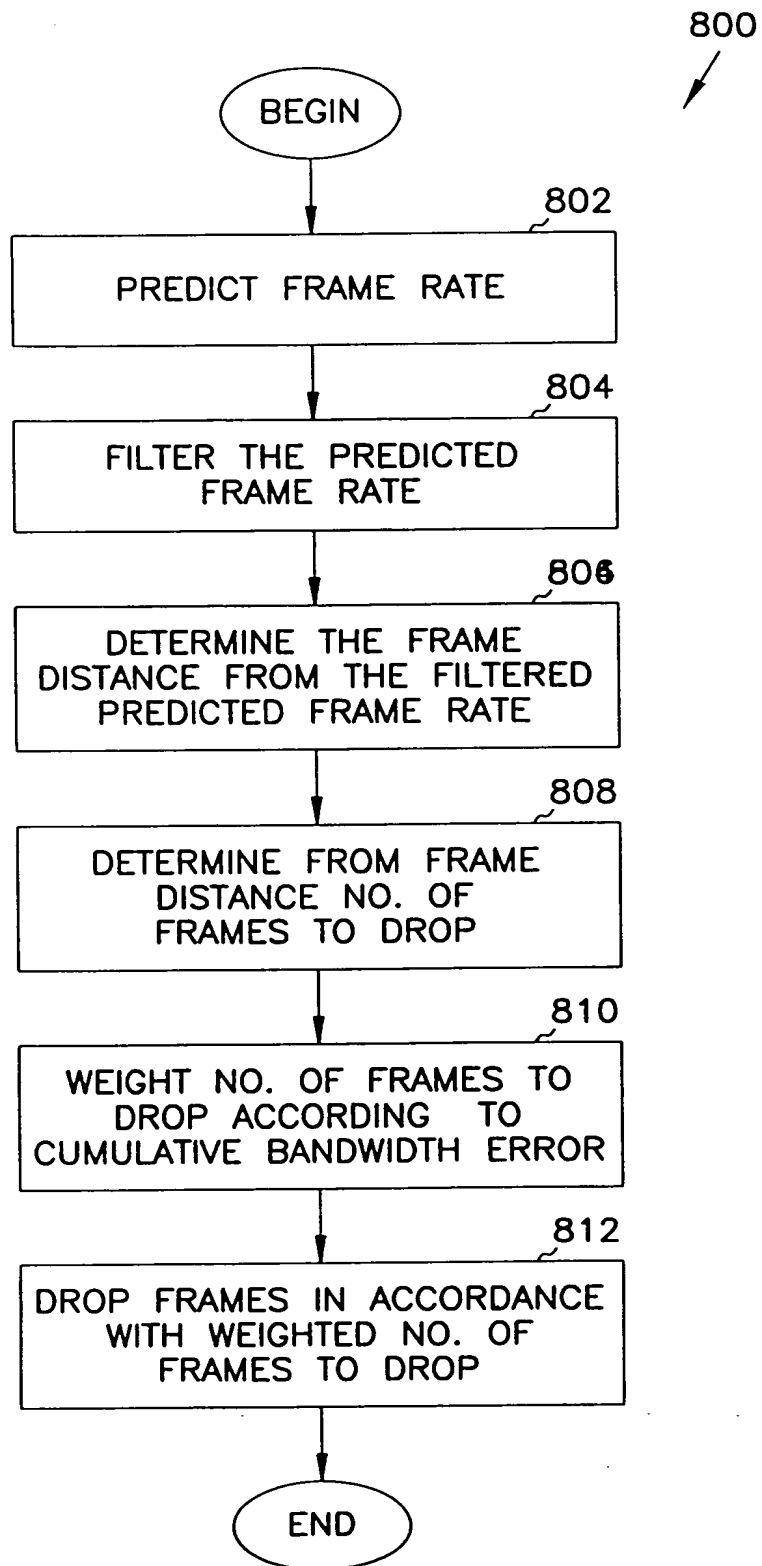 800
BEGIN
802
PREDICT FRAME RATE
804
FILTER THE PREDICTED
FRAME RATE
806
DETERMINE THE FRAME
DISTANCE FROM THE FILTERED
PREDICTED FRAME RATE
808
DETERMINE FROM FRAME
DISTANCE NO. OF
FRAMES TO DROP
810
WEIGHT NO. OF FRAMES TO
DROP ACCORDING TO
CUMULATIVE BANDWIDTH ERROR
812
DROP FRAMES IN ACCORDANCE
WITH WEIGHTED NO. OF
FRAMES TO DROP
END